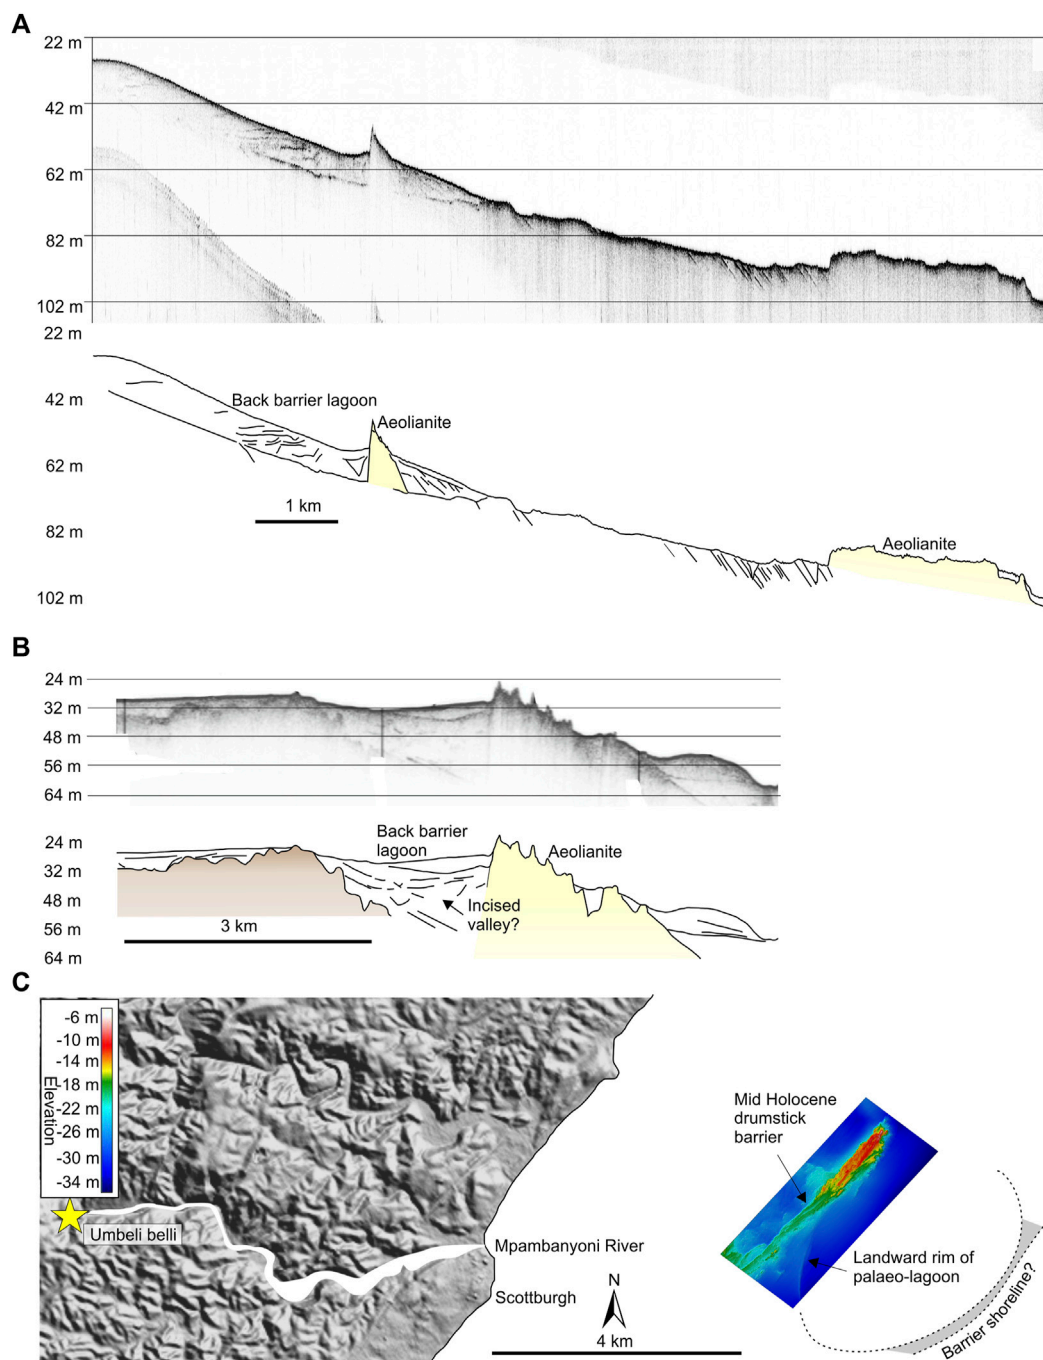 A
22 m
42 m
62 m
82 m
102 m
22 m
42 m
62 m
82 m
102 m
Back barrier lagoon
Aeolianite
1 km
Aeolianite
B
24 m
32 m
48 m
56 m
64 m
24 m
32 m
48 m
56 m
64 m
Back barrier
lagoon
Aeolianite
Incised
valley?
3 km
C
Elevation
-6 m
-10 m
-14 m
-18 m
-22 m
-26 m
-30 m
-34 m
Umbeli belli
Mpambanyoni River
Scottburgh
N
4 km
Mid Holocene
drumstick
barrier
Landward rim of
palaeo-lagoon
Barrier shoreline?